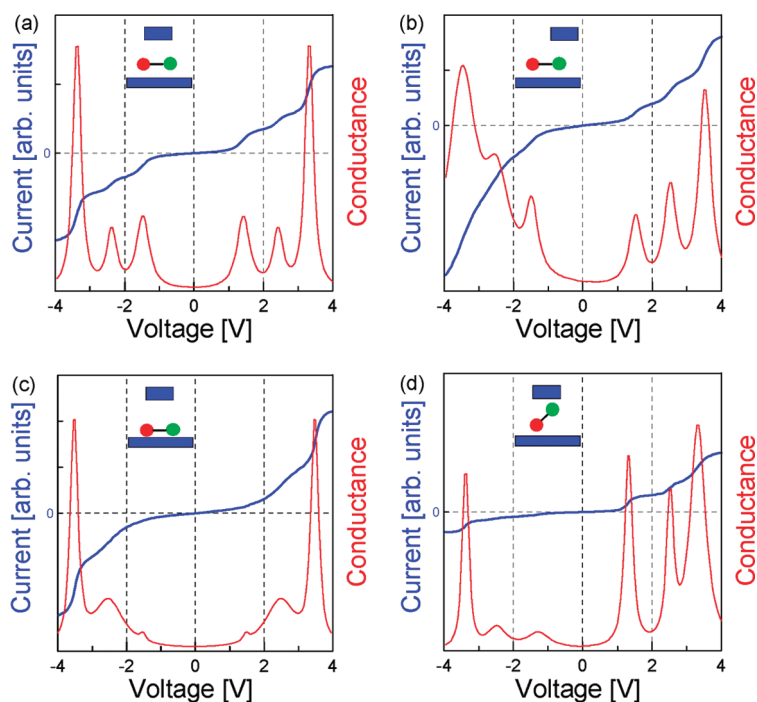 (a)
Current [arb. units]
0
Conductance
-4 -2 0 2 4
Voltage [V]
(b)
Current [arb. units]
0
Conductance
-4 -2 0 2 4
Voltage [V]
(c)
Current [arb. units]
0
Conductance
-4 -2 0 2 4
Voltage [V]
(d)
Current [arb. units]
0
Conductance
-4 -2 0 2 4
Voltage [V]